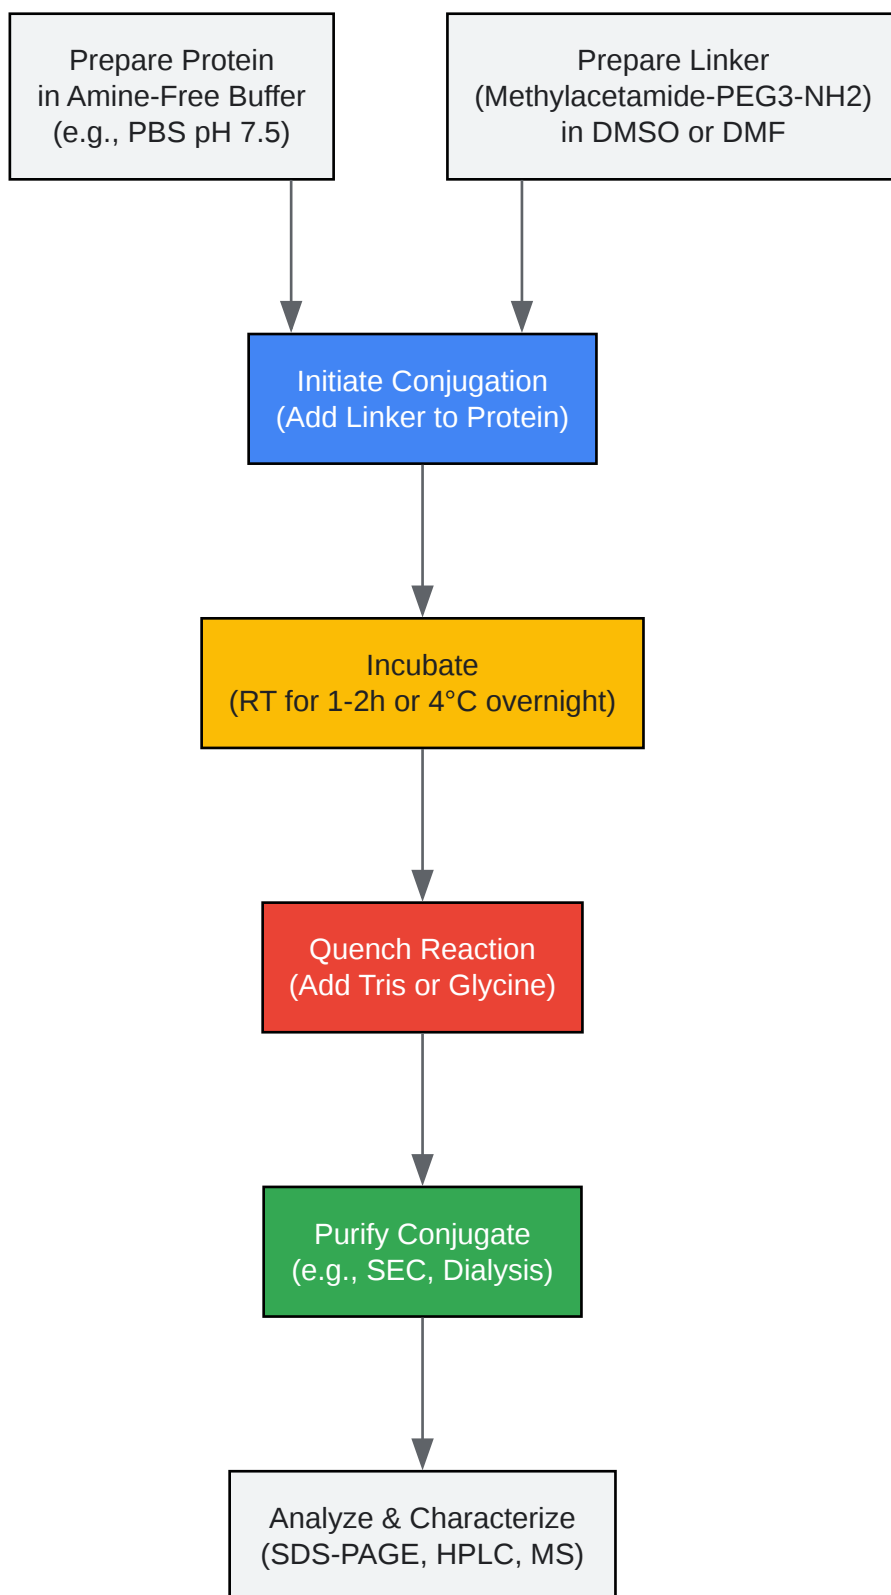 Prepare Protein
in Amine-Free Buffer
(e.g., PBS pH 7.5)
Prepare Linker
(Methylacetamide-PEG3-NH2)
in DMSO or DMF
Initiate Conjugation
(Add Linker to Protein)
Incubate
(RT for 1-2h or 4°C overnight)
Quench Reaction
(Add Tris or Glycine)
Purify Conjugate
(e.g., SEC, Dialysis)
Analyze & Characterize
(SDS-PAGE, HPLC, MS)